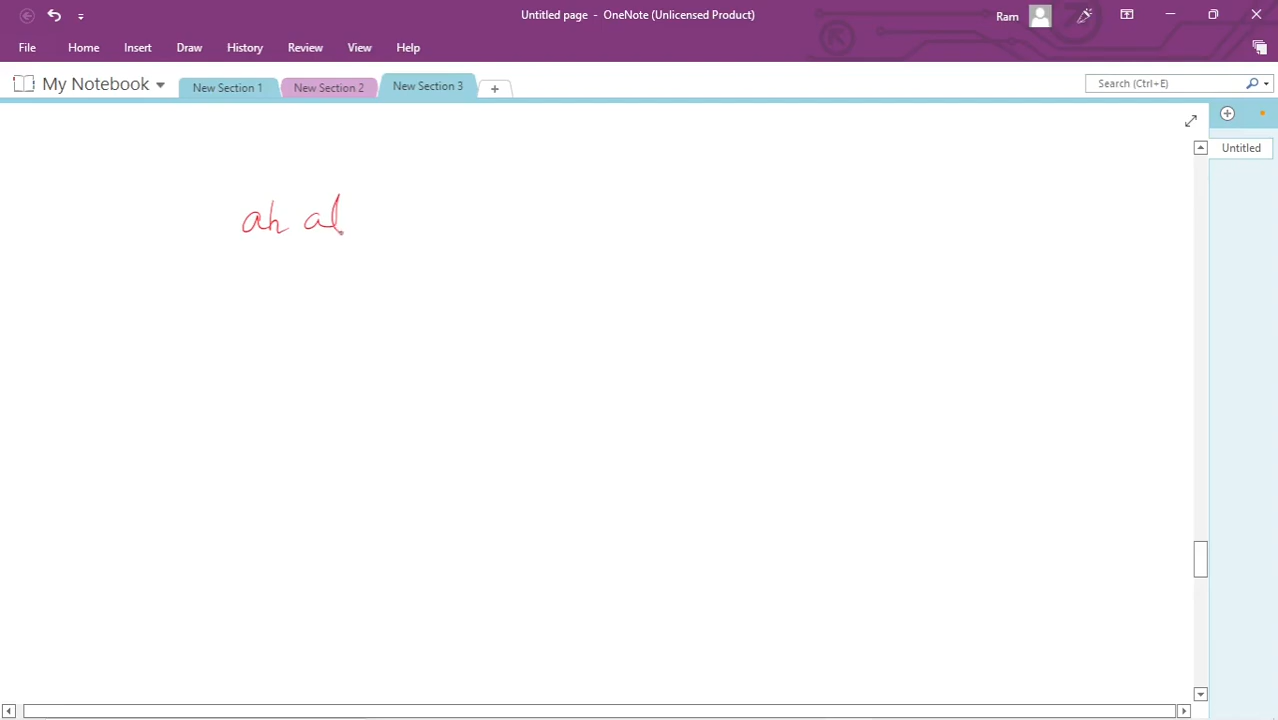 Untitled page - OneNote (Unlicensed Product)
Ram
File Home Insert Draw History Review View Help
My Notebook New Section 1 New Section 2 New Section 3 +
Search (Ctrl+E)
Untitled
ah al